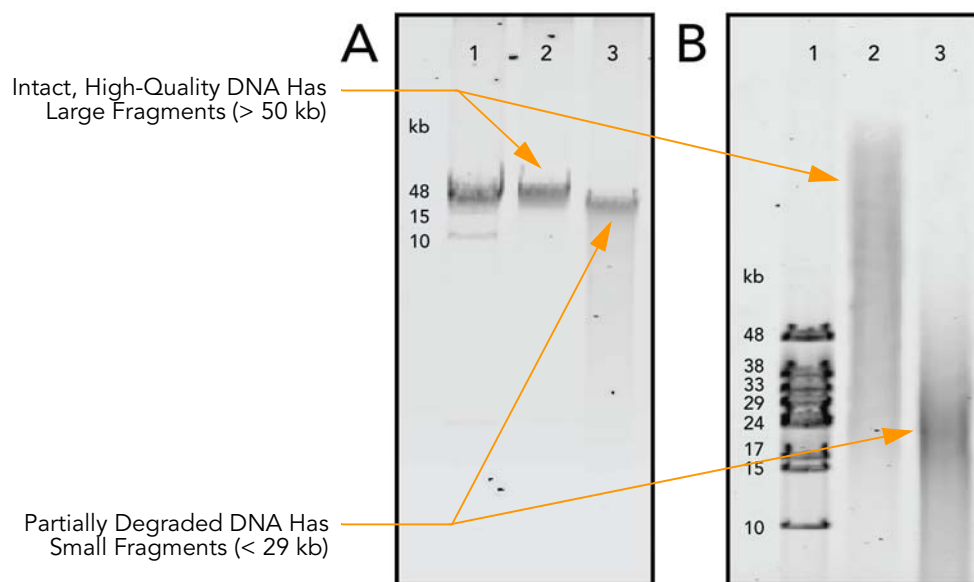 Intact, High-Quality DNA Has
Large Fragments (> 50 kb)
Partially Degraded DNA Has
Small Fragments (< 29 kb)
A
1 2 3
kb
48
15
10
B
1 2 3
kb
48
38
33
29
24
17
15
10